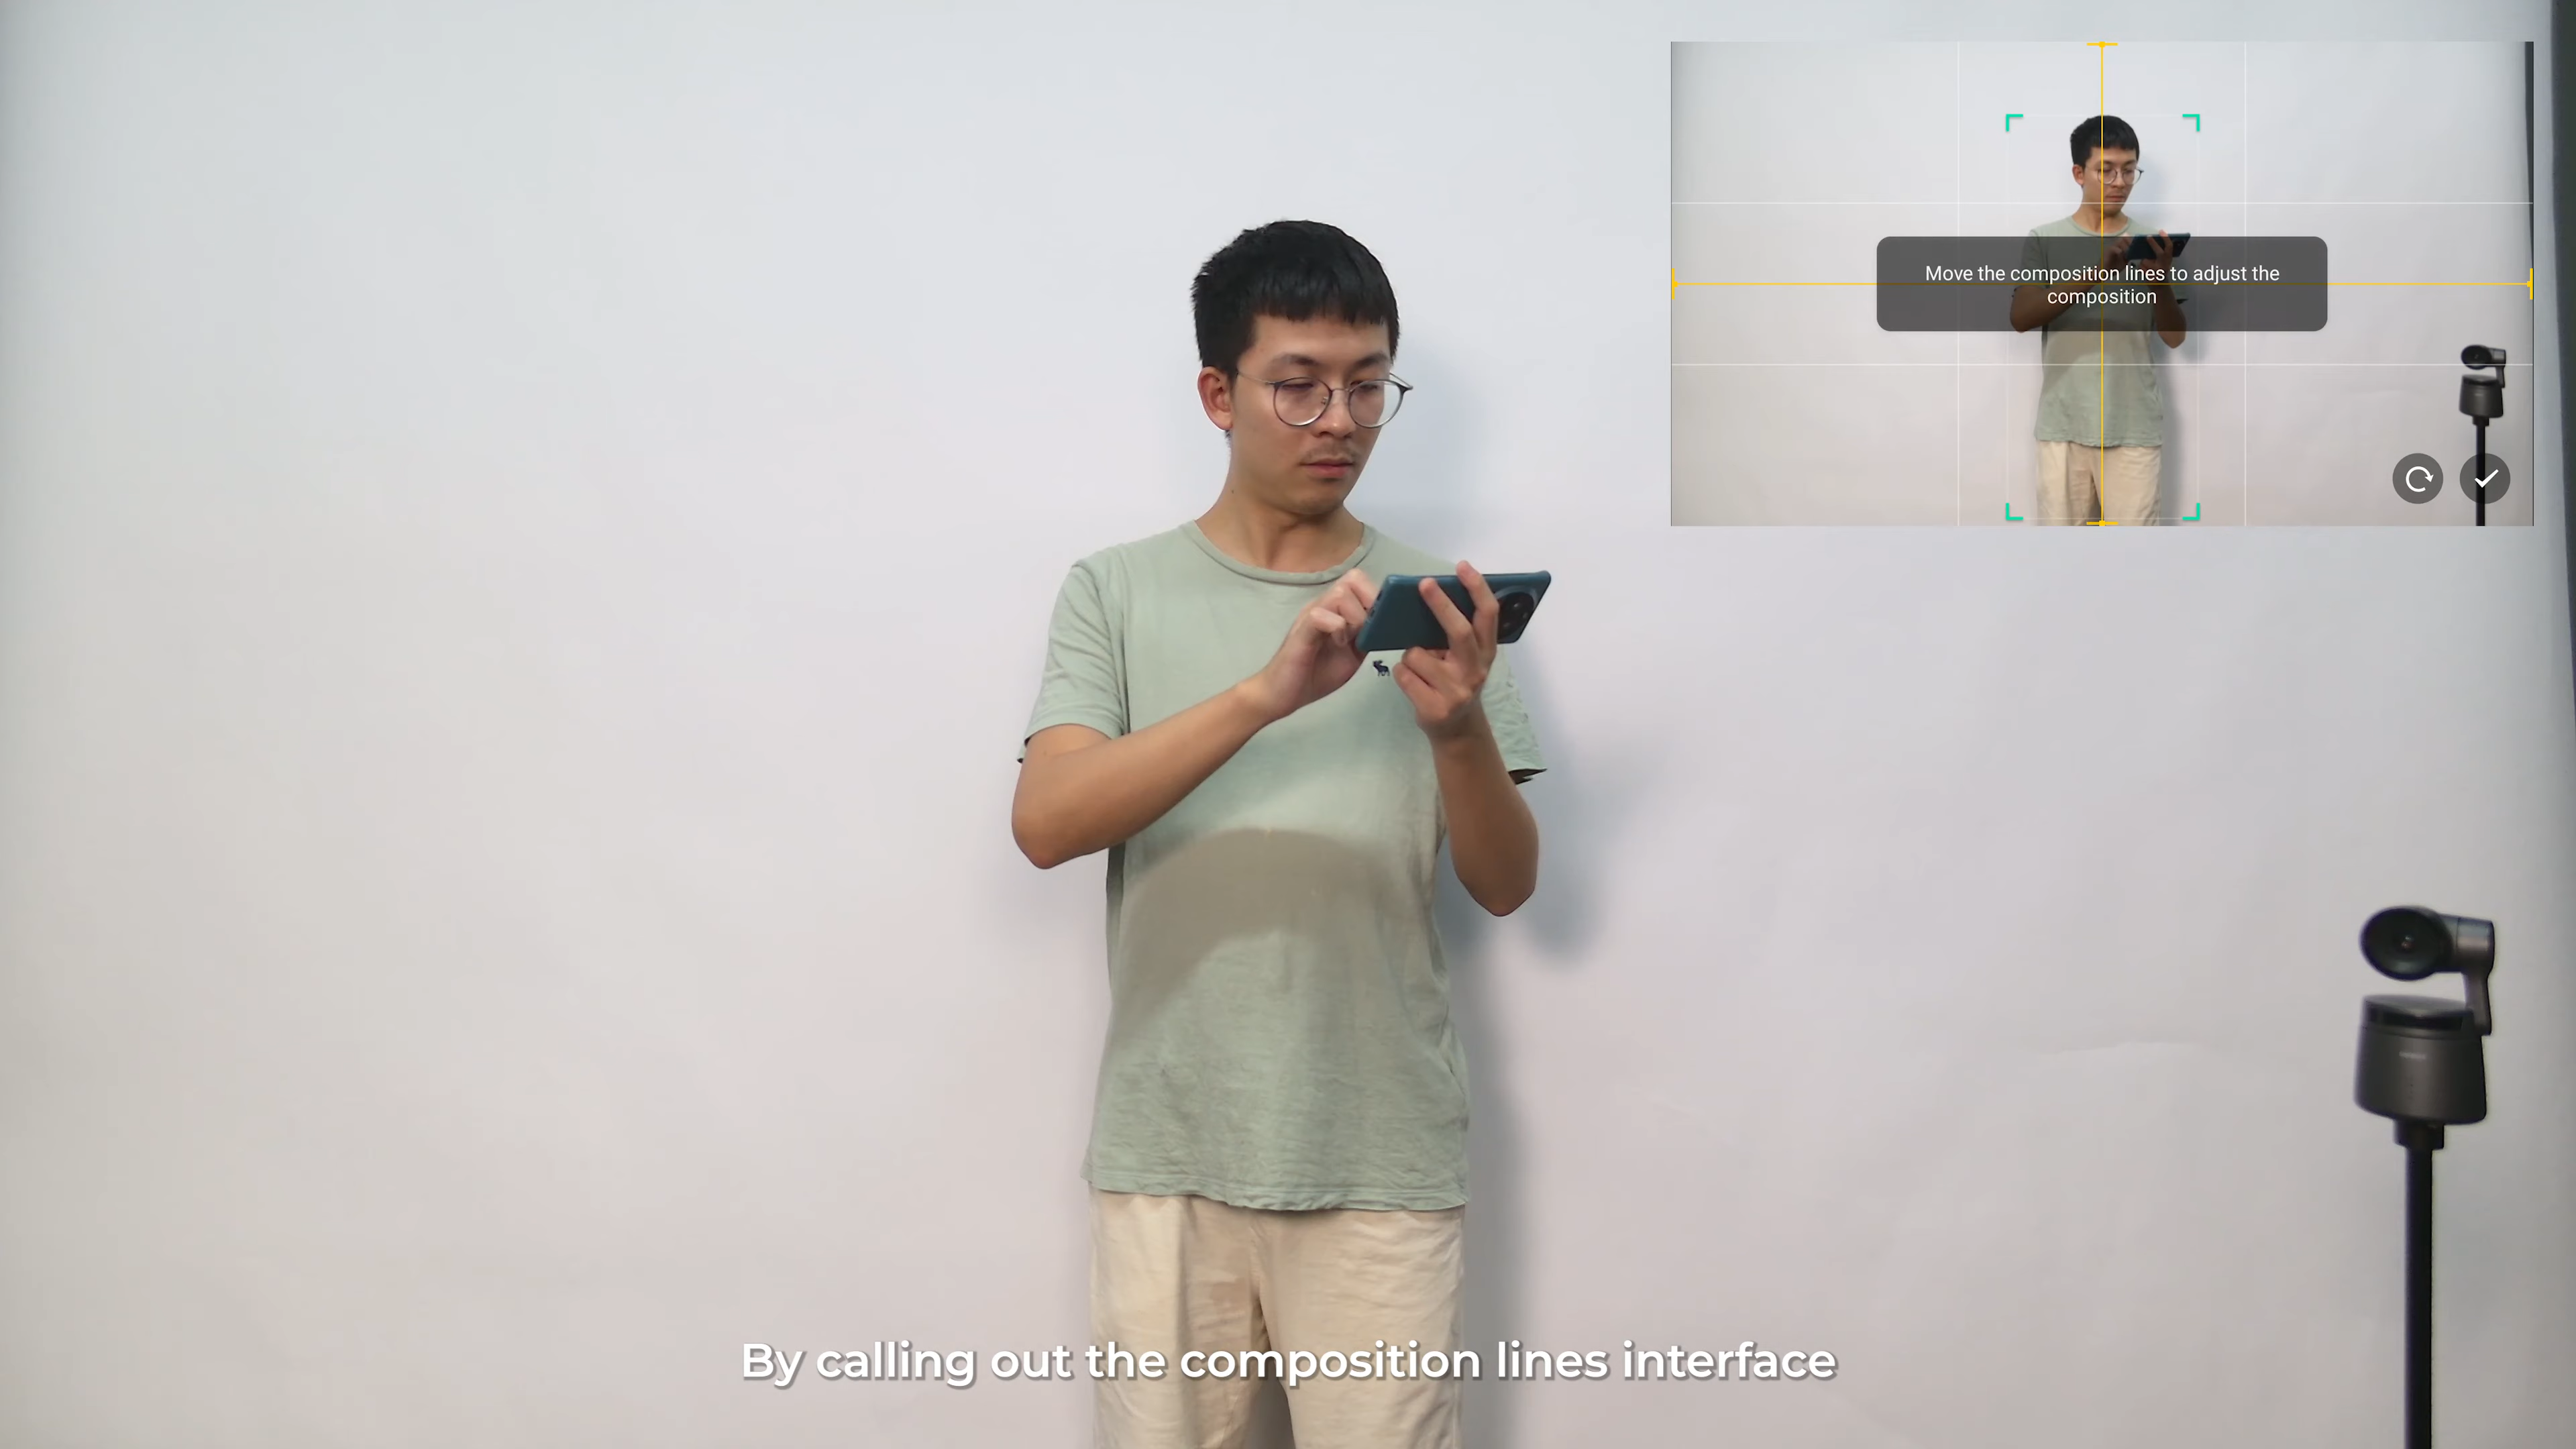 Move the composition lines to adjust the
composition
By calling out the composition lines interface